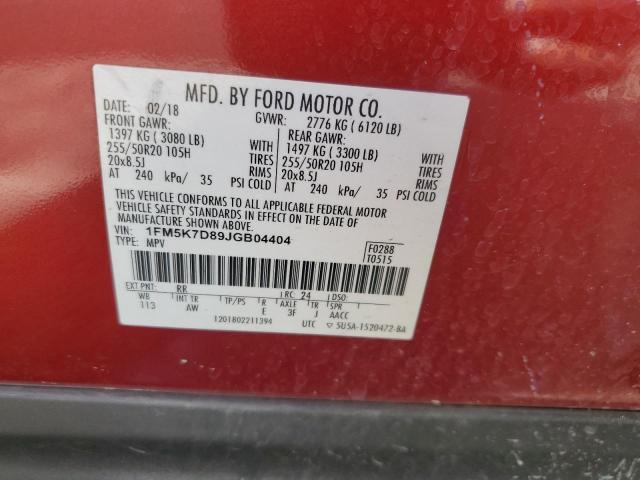 MFD. BY FORD MOTOR CO.
DATE: 02/18 GVWR: 2776 KG ( 6120 LB)
FRONT GAWR: REAR GAWR:
1397 KG ( 3080 LB) WITH 1497 KG ( 3300 LB) WITH
255/50R20 105H TIRES 255/50R20 105H TIRES
20x8.5J RIMS 20x8.5J RIMS
AT 240 kPa/ 35 PSI COLD AT 240 kPa/ 35 PSI COLD
THIS VEHICLE CONFORMS TO ALL APPLICABLE FEDERAL MOTOR
VEHICLE SAFETY AND THEFT PREVENTION STANDARDS IN EFFECT ON THE DATE OF
MANUFACTURE SHOWN ABOVE.
VIN: 1FM5K7D89JGB04404 F0288
TYPE: MPV T0515
EXT PNT: RR RC: 24 DSO:
WB INT TR TP/PS R AXLE TR SPR
113 AW E 3F J AACC
1201802211394 UTC ▽ 5U5A-1520472-BA